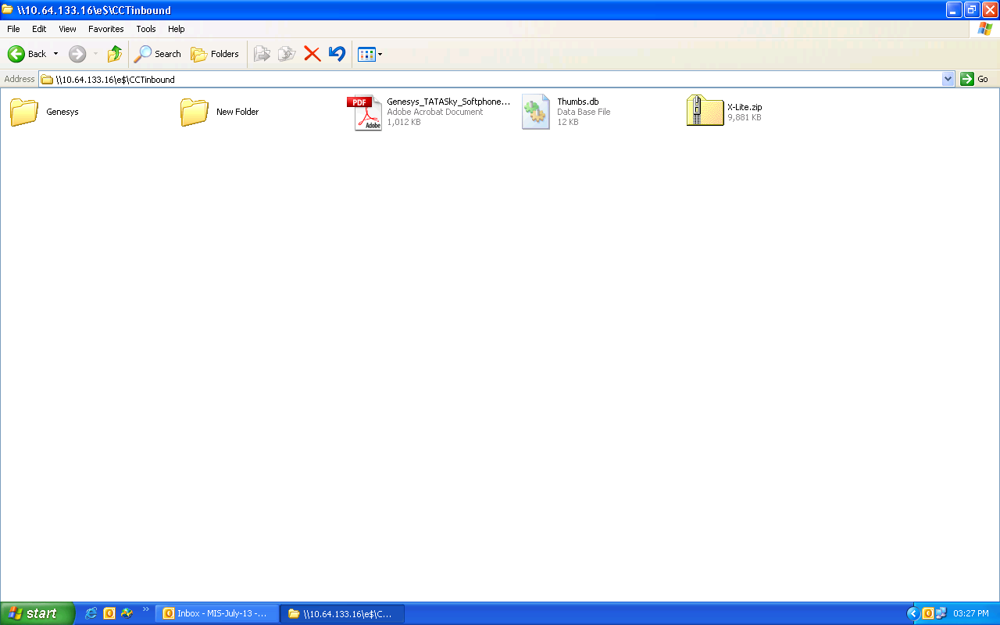 \\10.64.133.16\e$\CCTinbound
File Edit View Favorites Tools Help
Back Search Folders
Address \\10.64.133.16\e$\CCTinbound Go
Genesys
New Folder
PDF
Adobe
Genesys_TATASky_Softphone...
Adobe Acrobat Document
1,012 KB
Thumbs.db
Data Base File
12 KB
X-Lite.zip
9,881 KB
start
Inbox - MIS-July-13 -...
\\10.64.133.16\e$\C...
03:27 PM